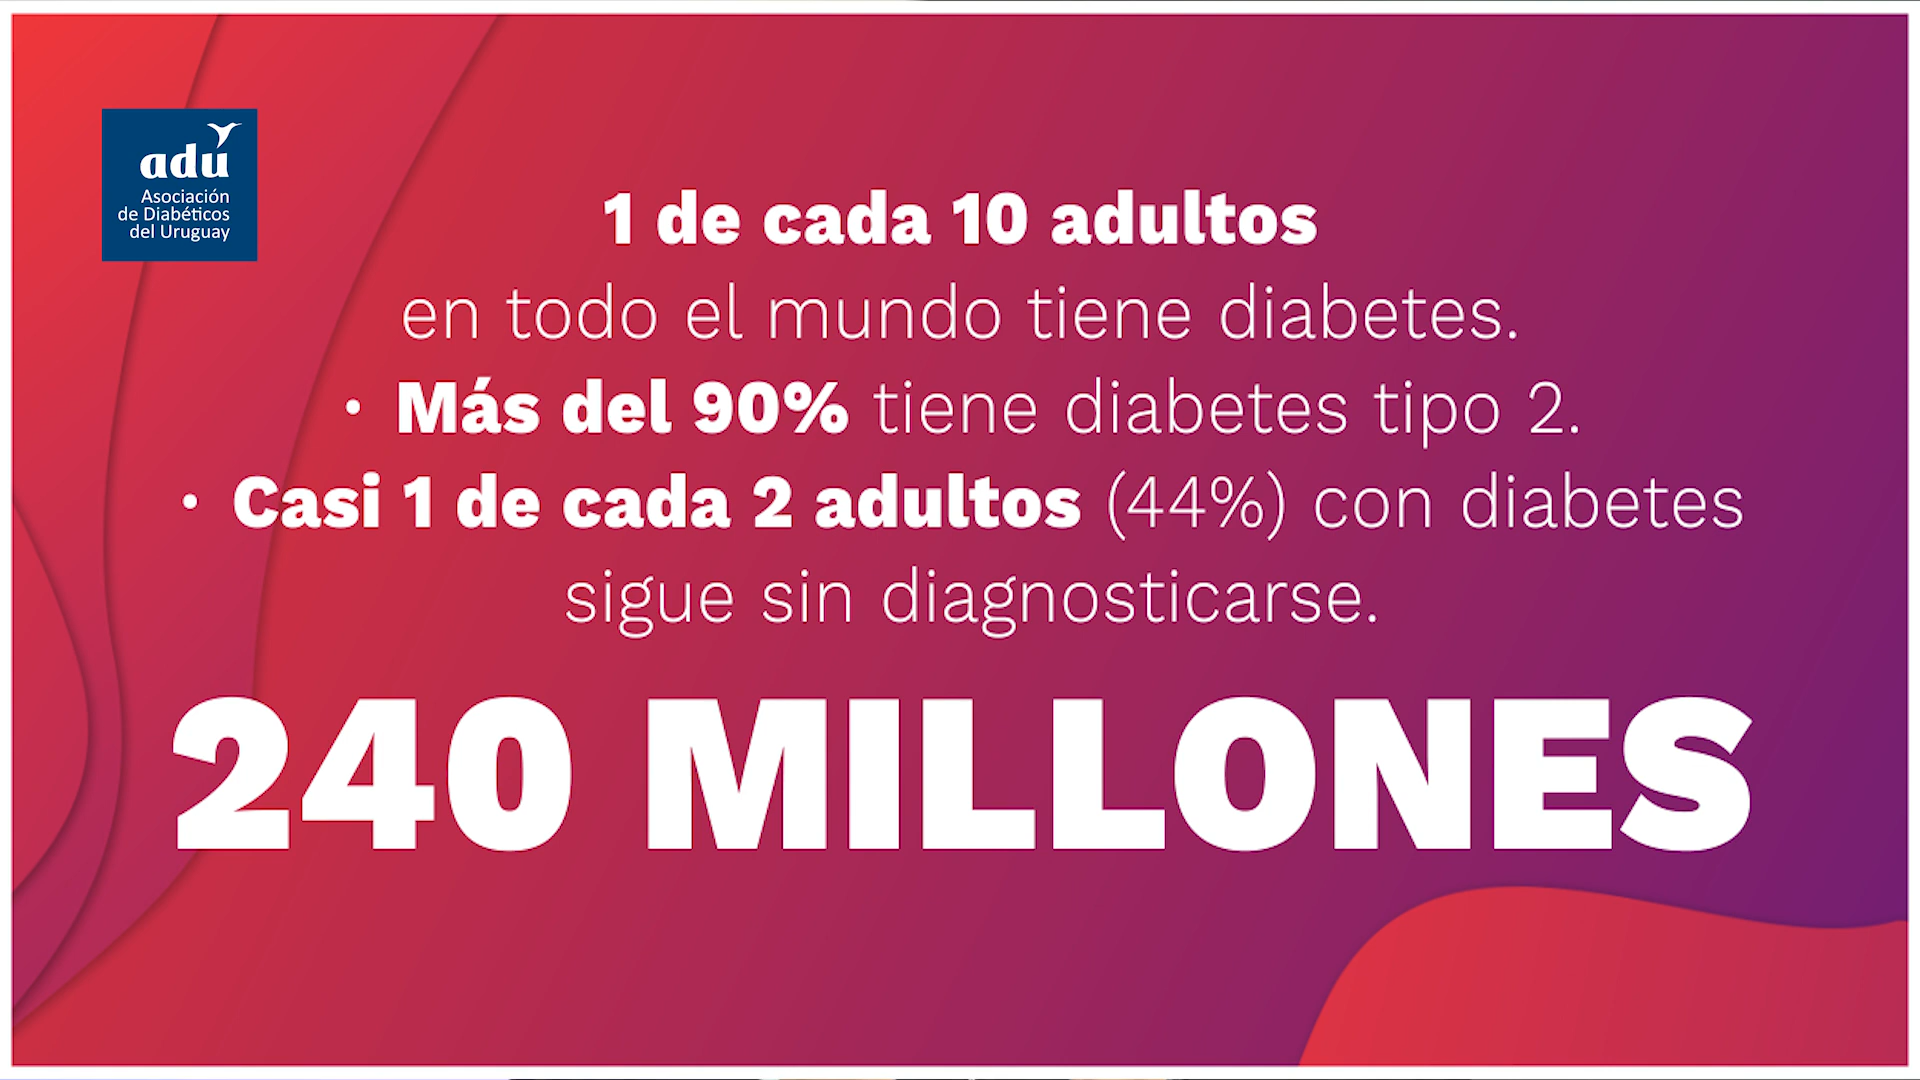 adu
Asociación
de Diabéticos
del Uruguay
1 de cada 10 adultos
en todo el mundo tiene diabetes.
• Más del 90% tiene diabetes tipo 2.
• Casi 1 de cada 2 adultos (44%) con diabetes
sigue sin diagnosticarse.
240 MILLONES